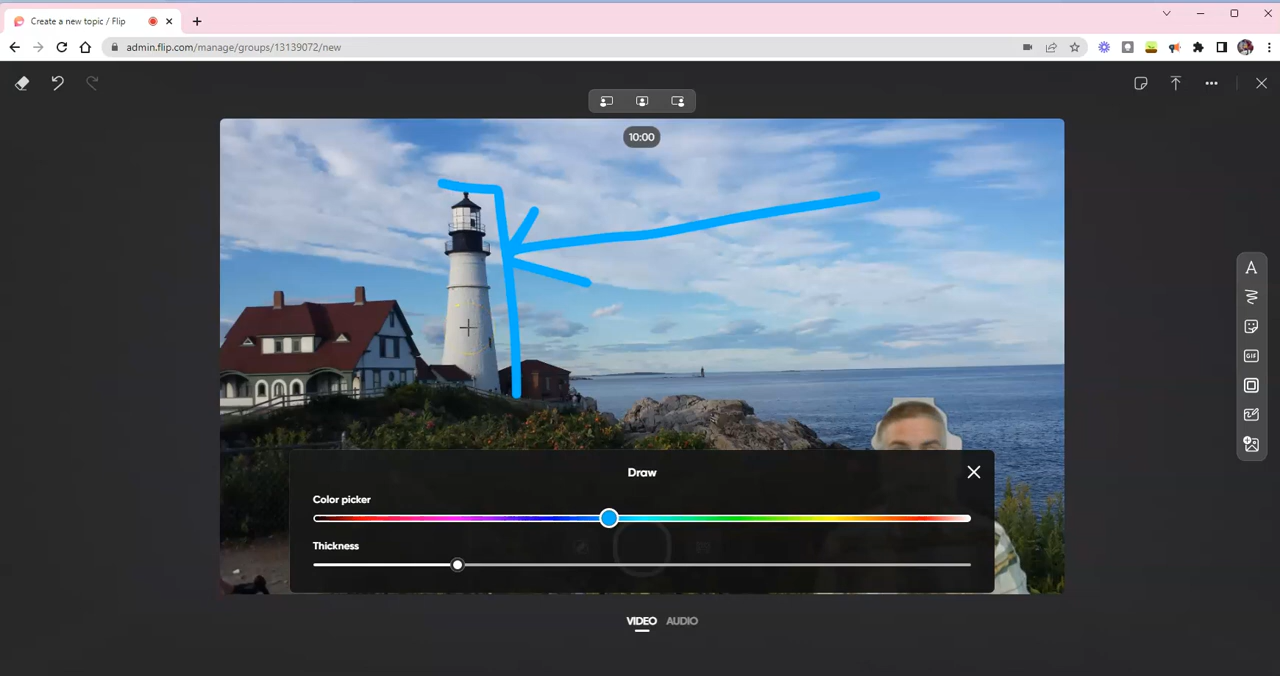 Create a new topic / Flip
admin.flip.com/manage/groups/13139072/new
10:00
A
GIF
Draw
Color picker
Thickness
VIDEO AUDIO